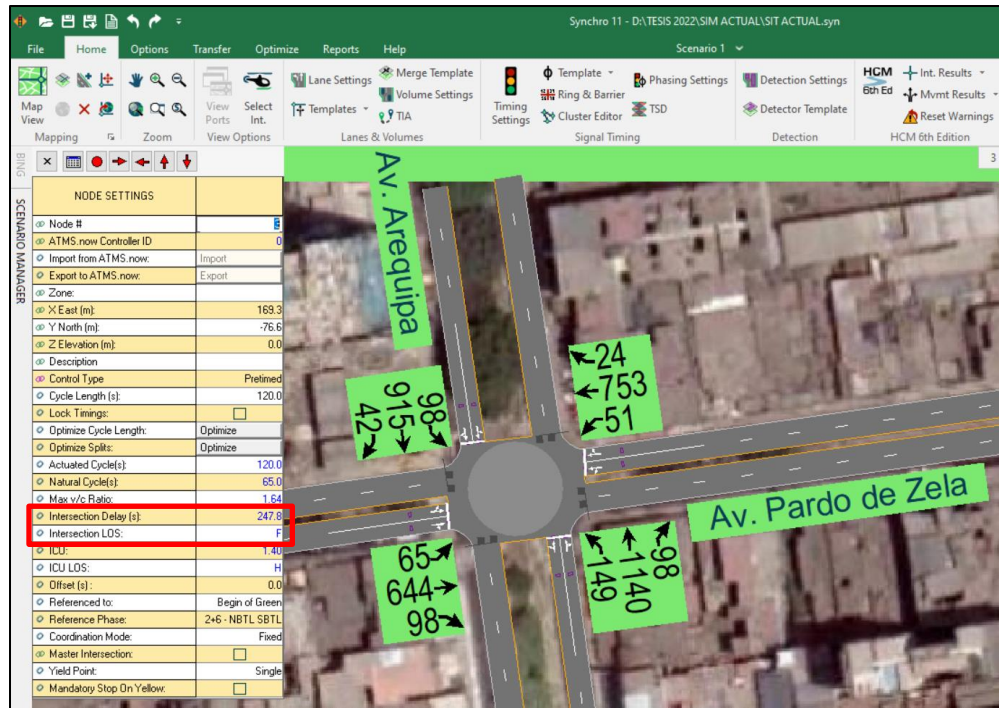 Synchro 11 - D:\TESIS 2022\SIM ACTUAL\SIT ACTUAL.syn
File Home Options Transfer Optimize Reports Help Scenario 1
Map View
Mapping
Zoom
View Ports
Select Int.
View Options
Lane Settings
Templates
Merge Template
Volume Settings
TIA
Lanes & Volumes
Timing Settings
Template
Ring & Barrier
Cluster Editor
Phasing Settings
TSD
Signal Timing
Detection Settings
Detector Template
Detection
HCM 6th Ed
Int. Results
Mvmt Results
Reset Warnings
HCM 6th Edition
BING
SCENARIO MANAGER
3
NODE SETTINGS
Node # 3
ATMS.now Controller ID 0
Import from ATMS.now: Import
Export to ATMS.now: Export
Zone:
X East (m): 169.3
Y North (m): -76.6
Z Elevation (m): 0.0
Description
Control Type Pretimed
Cycle Length (s): 120.0
Lock Timings:
Optimize Cycle Length: Optimize
Optimize Splits: Optimize
Actuated Cycle(s): 120.0
Natural Cycle(s): 65.0
Max v/c Ratio: 1.64
Intersection Delay (s): 247.8
Intersection LOS: F
ICU: 1.40
ICU LOS: H
Offset (s) : 0.0
Referenced to: Begin of Green
Reference Phase: 2+6 - NBTL SBTL
Coordination Mode: Fixed
Master Intersection:
Yield Point: Single
Mandatory Stop On Yellow:
Av. Arequipa
42
915
98
24
753
51
Av. Pardo de Zela
65
644
98
149
1140
98